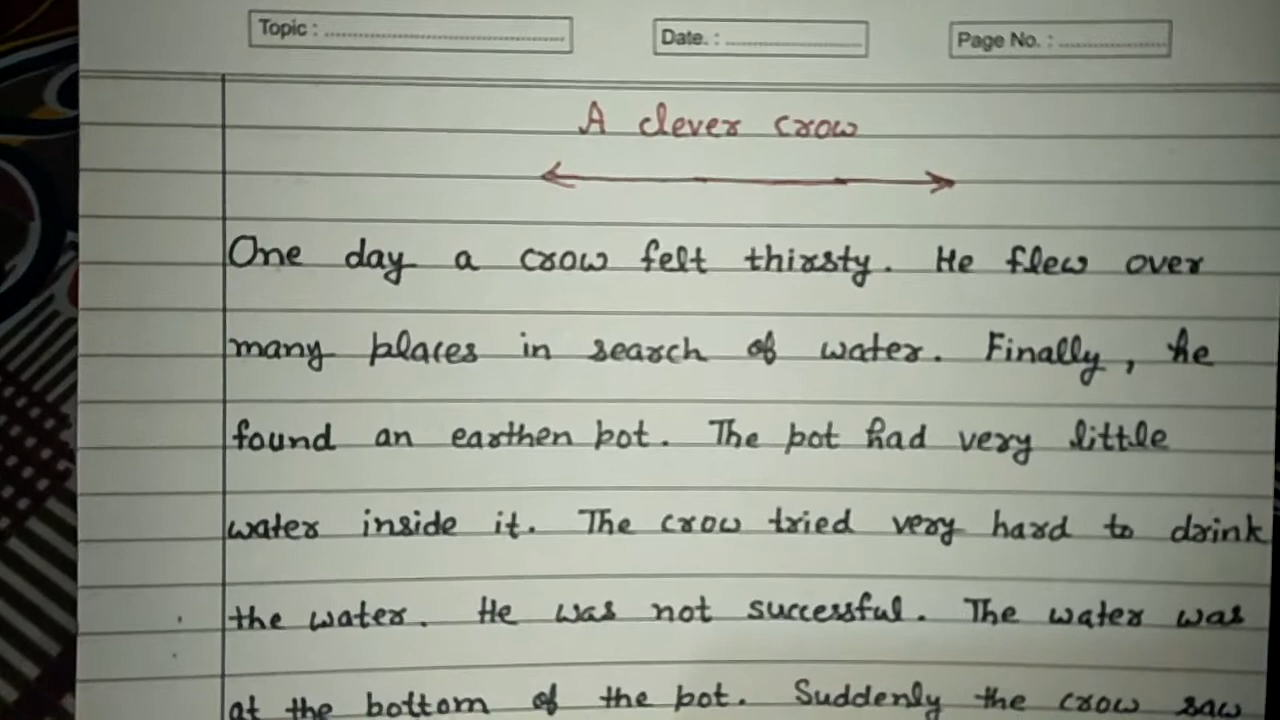 Topic : ........................................ Date. : ........................ Page No. : ....................
A clever crow
One day a crow felt thirsty. He flew over
many places in search of water. Finally, he
found an earthen pot. The pot had very little
water inside it. The crow tried very hard to drink
the water. He was not successful. The water was
at the bottom of the pot. Suddenly the crow saw